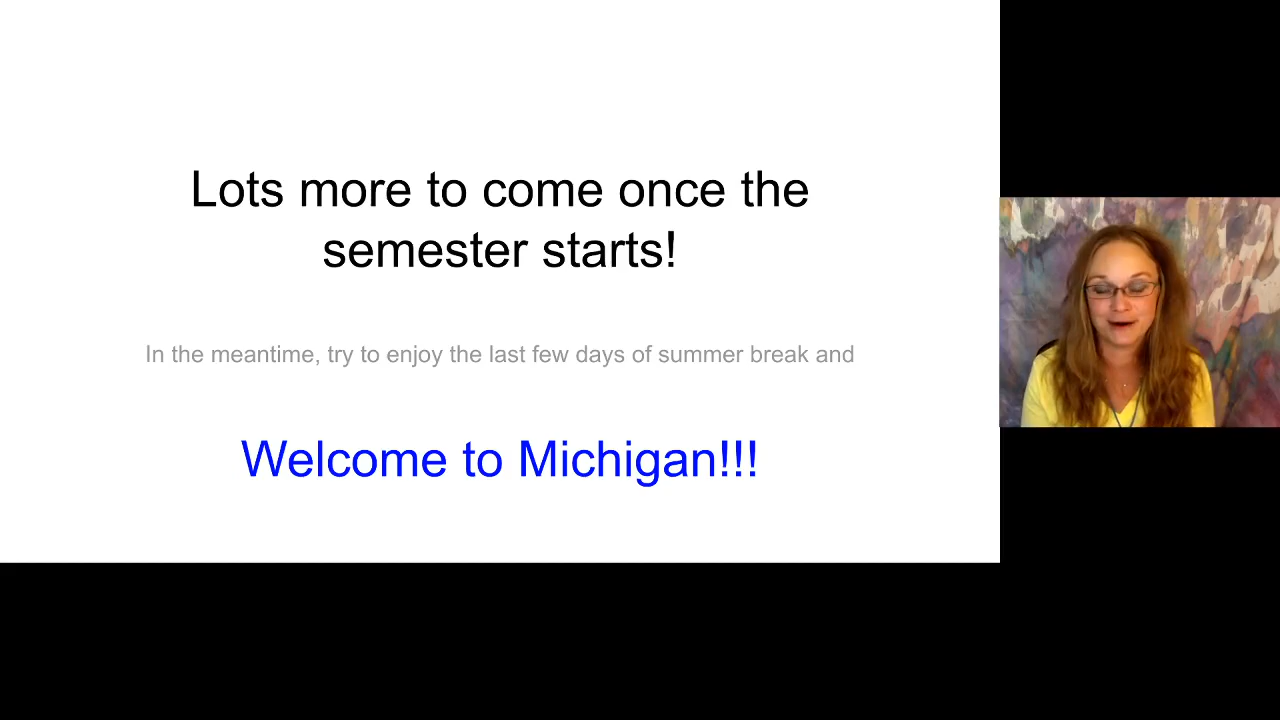 Lots more to come once the
semester starts!
In the meantime, try to enjoy the last few days of summer break and
Welcome to Michigan!!!